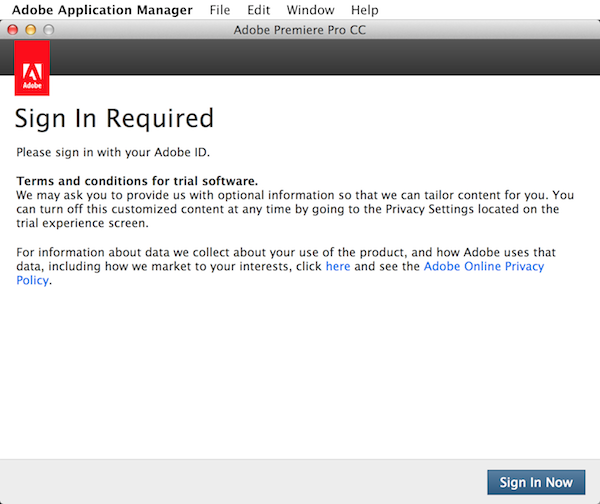 Adobe Application Manager File Edit Window Help
Adobe Premiere Pro CC
Adobe
Sign In Required
Please sign in with your Adobe ID.
Terms and conditions for trial software.
We may ask you to provide us with optional information so that we can tailor content for you. You
can turn off this customized content at any time by going to the Privacy Settings located on the
trial experience screen.
For information about data we collect about your use of the product, and how Adobe uses that
data, including how we market to your interests, click here and see the Adobe Online Privacy
Policy.
Sign In Now